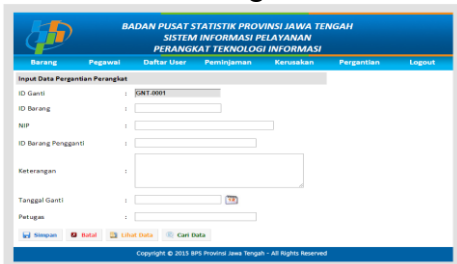 BADAN PUSAT STATISTIK PROVINSI JAWA TENGAH
SISTEM INFORMASI PELAYANAN
PERANGKAT TEKNOLOGI INFORMASI
Barang Pegawai Daftar User Peminjaman Kerusakan Pergantian Logout
Input Data Pergantian Perangkat
ID Ganti : GNT.0001
ID Barang :
NIP :
ID Barang Pengganti :
Keterangan :
Tanggal Ganti :
Petugas :
Simpan Batal Lihat Data Cari Data
Copyright © 2015 BPS Provinsi Jawa Tengah - All Rights Reserved